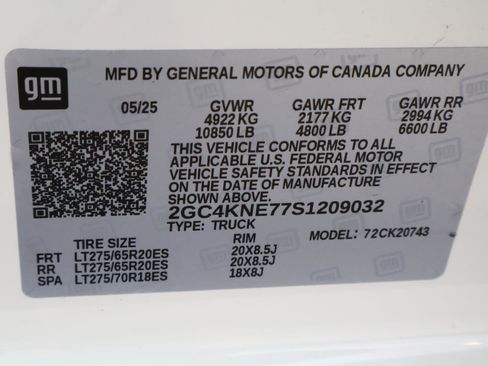 gm
MFD BY GENERAL MOTORS OF CANADA COMPANY
05/25 GVWR GAWR FRT GAWR RR
4922 KG 2177 KG 2994 KG
10850 LB 4800 LB 6600 LB
THIS VEHICLE CONFORMS TO ALL
APPLICABLE U.S. FEDERAL MOTOR
VEHICLE SAFETY STANDARDS IN EFFECT
ON THE DATE OF MANUFACTURE
SHOWN ABOVE.
2GC4KNE77S1209032
TYPE: TRUCK MODEL: 72CK20743
TIRE SIZE RIM
FRT LT275/65R20ES 20X8.5J
RR LT275/65R20ES 20X8.5J
SPA LT275/70R18ES 18X8J